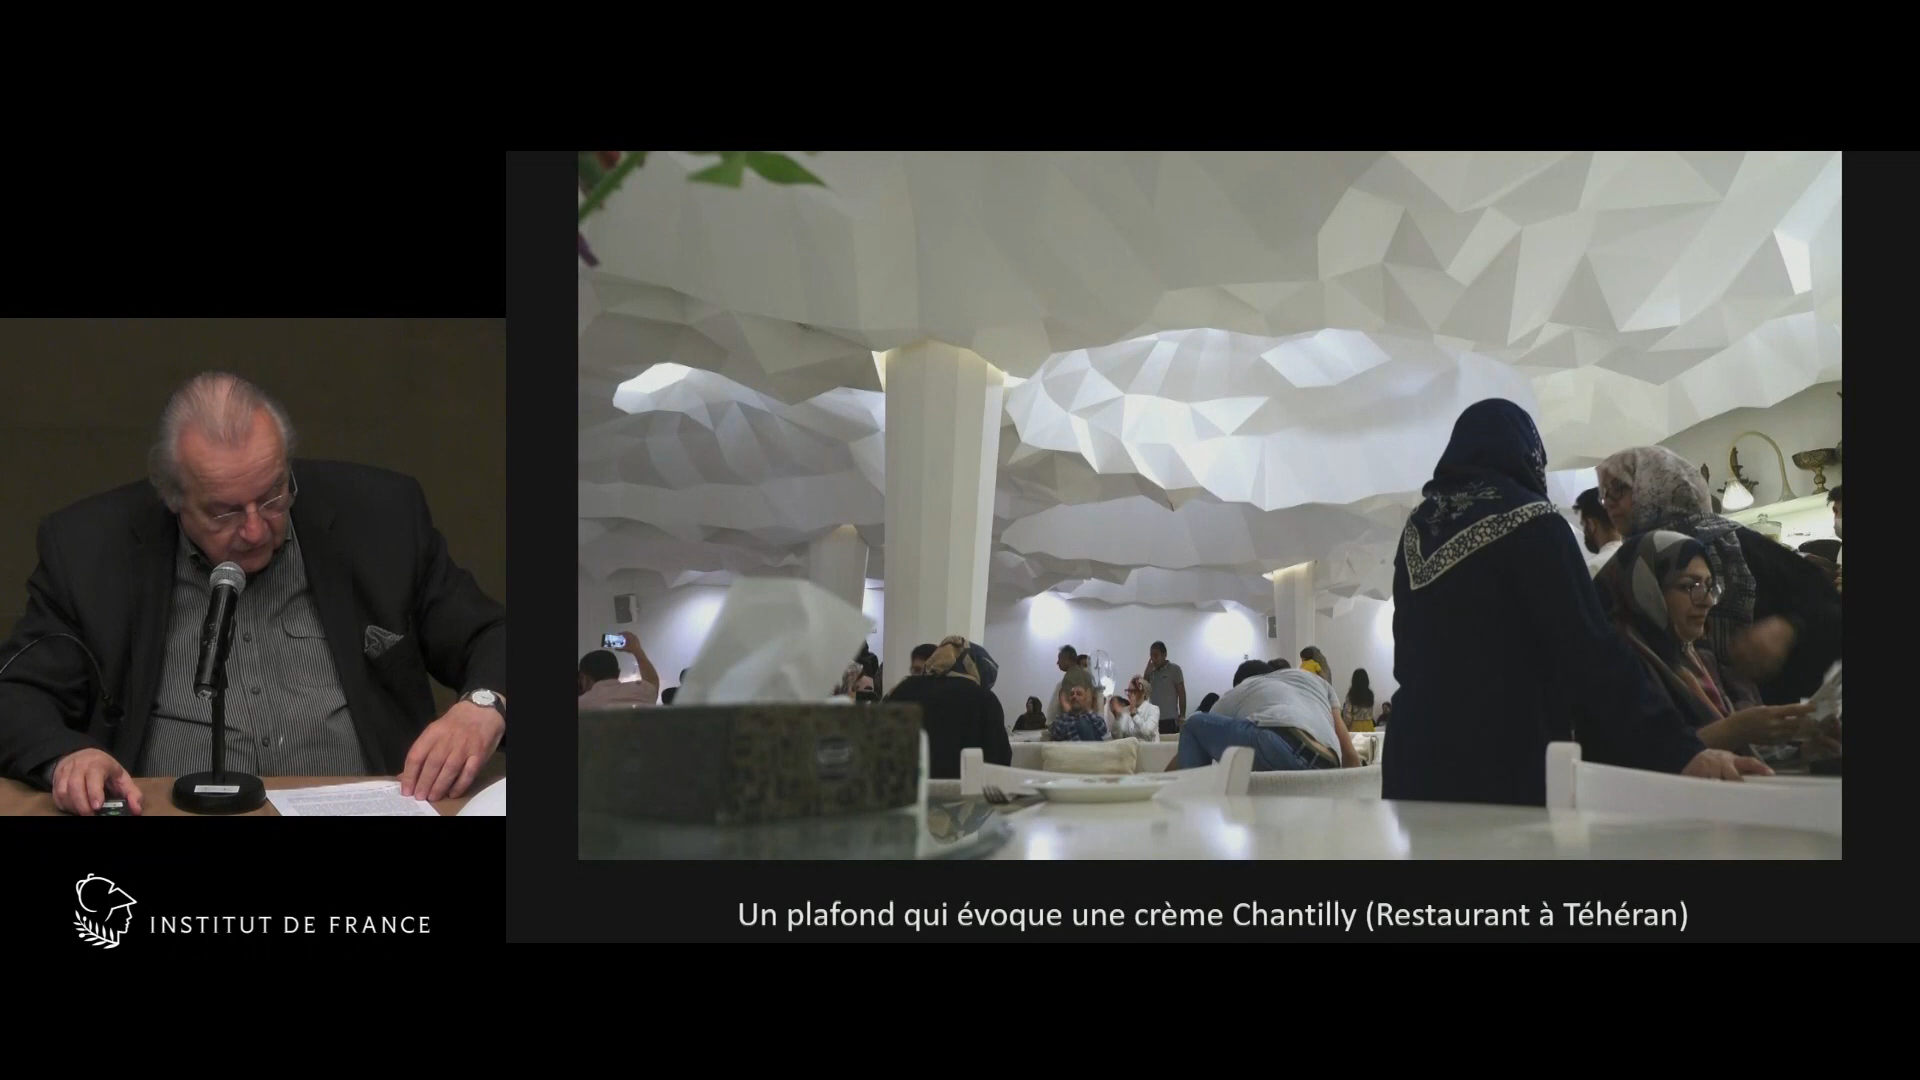 INSTITUT DE FRANCE
Un plafond qui évoque une crème Chantilly (Restaurant à Téhéran)